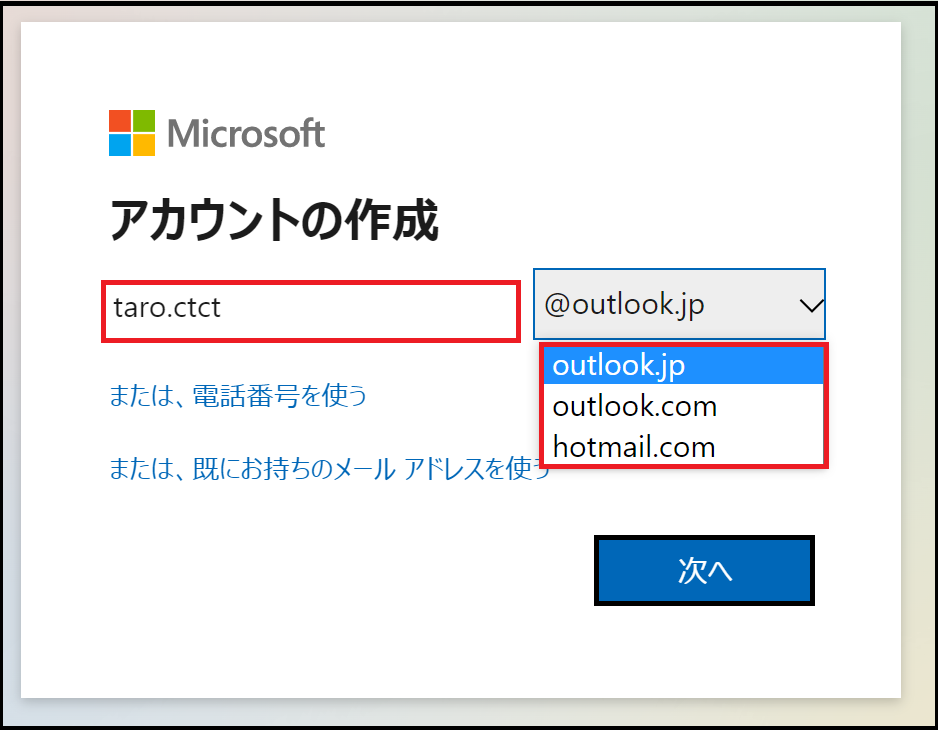 Microsoft
アカウントの作成
taro.ctct
@outlook.jp
outlook.jp
outlook.com
hotmail.com
または、電話番号を使う
または、既にお持ちのメール アドレスを使う
次へ